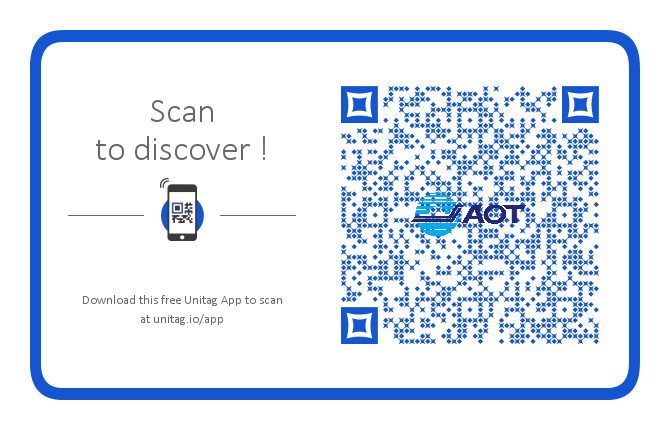 Scan
to discover !
Download this free Unitag App to scan
at unitag.io/app
AOT